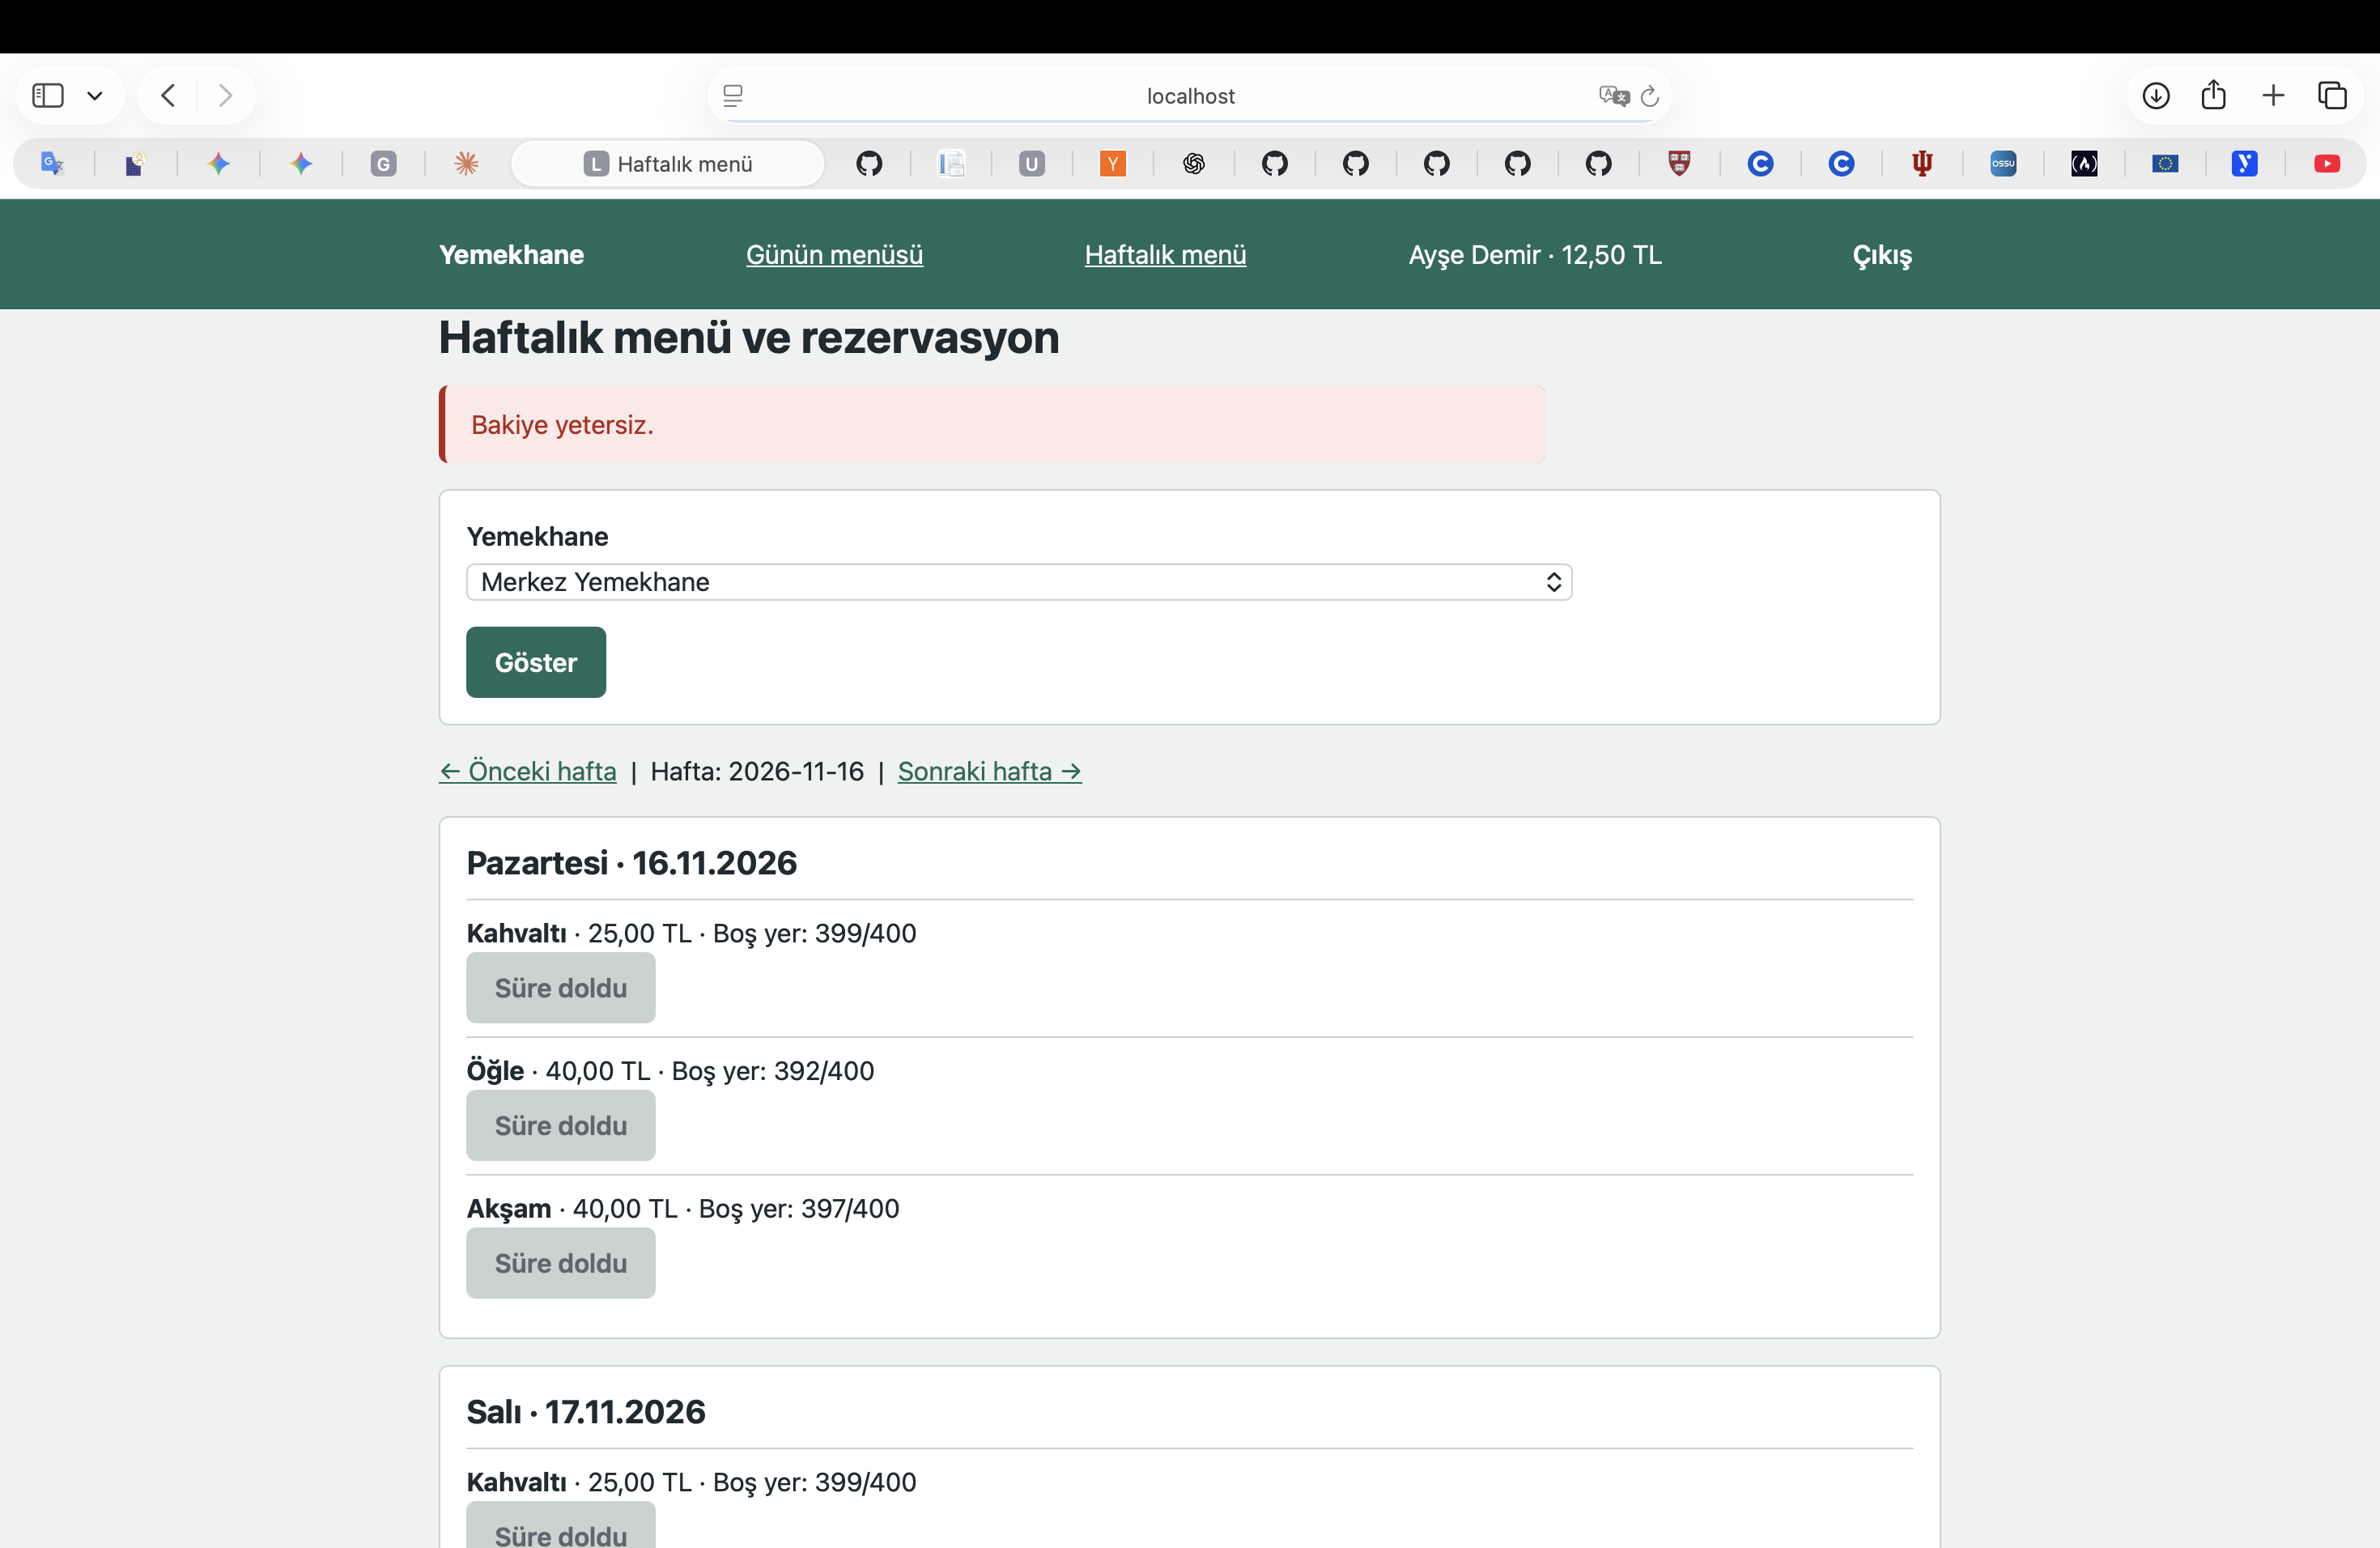 localhost
G
L Haftalık menü
U
Y
OSSU
Yemekhane
Günün menüsü
Haftalık menü
Ayşe Demir · 12,50 TL
Çıkış
Haftalık menü ve rezervasyon
Bakiye yetersiz.
Yemekhane
Merkez Yemekhane
Göster
← Önceki hafta | Hafta: 2026-11-16 | Sonraki hafta →
Pazartesi · 16.11.2026
Kahvaltı · 25,00 TL · Boş yer: 399/400
Süre doldu
Öğle · 40,00 TL · Boş yer: 392/400
Süre doldu
Akşam · 40,00 TL · Boş yer: 397/400
Süre doldu
Salı · 17.11.2026
Kahvaltı · 25,00 TL · Boş yer: 399/400
Süre doldu